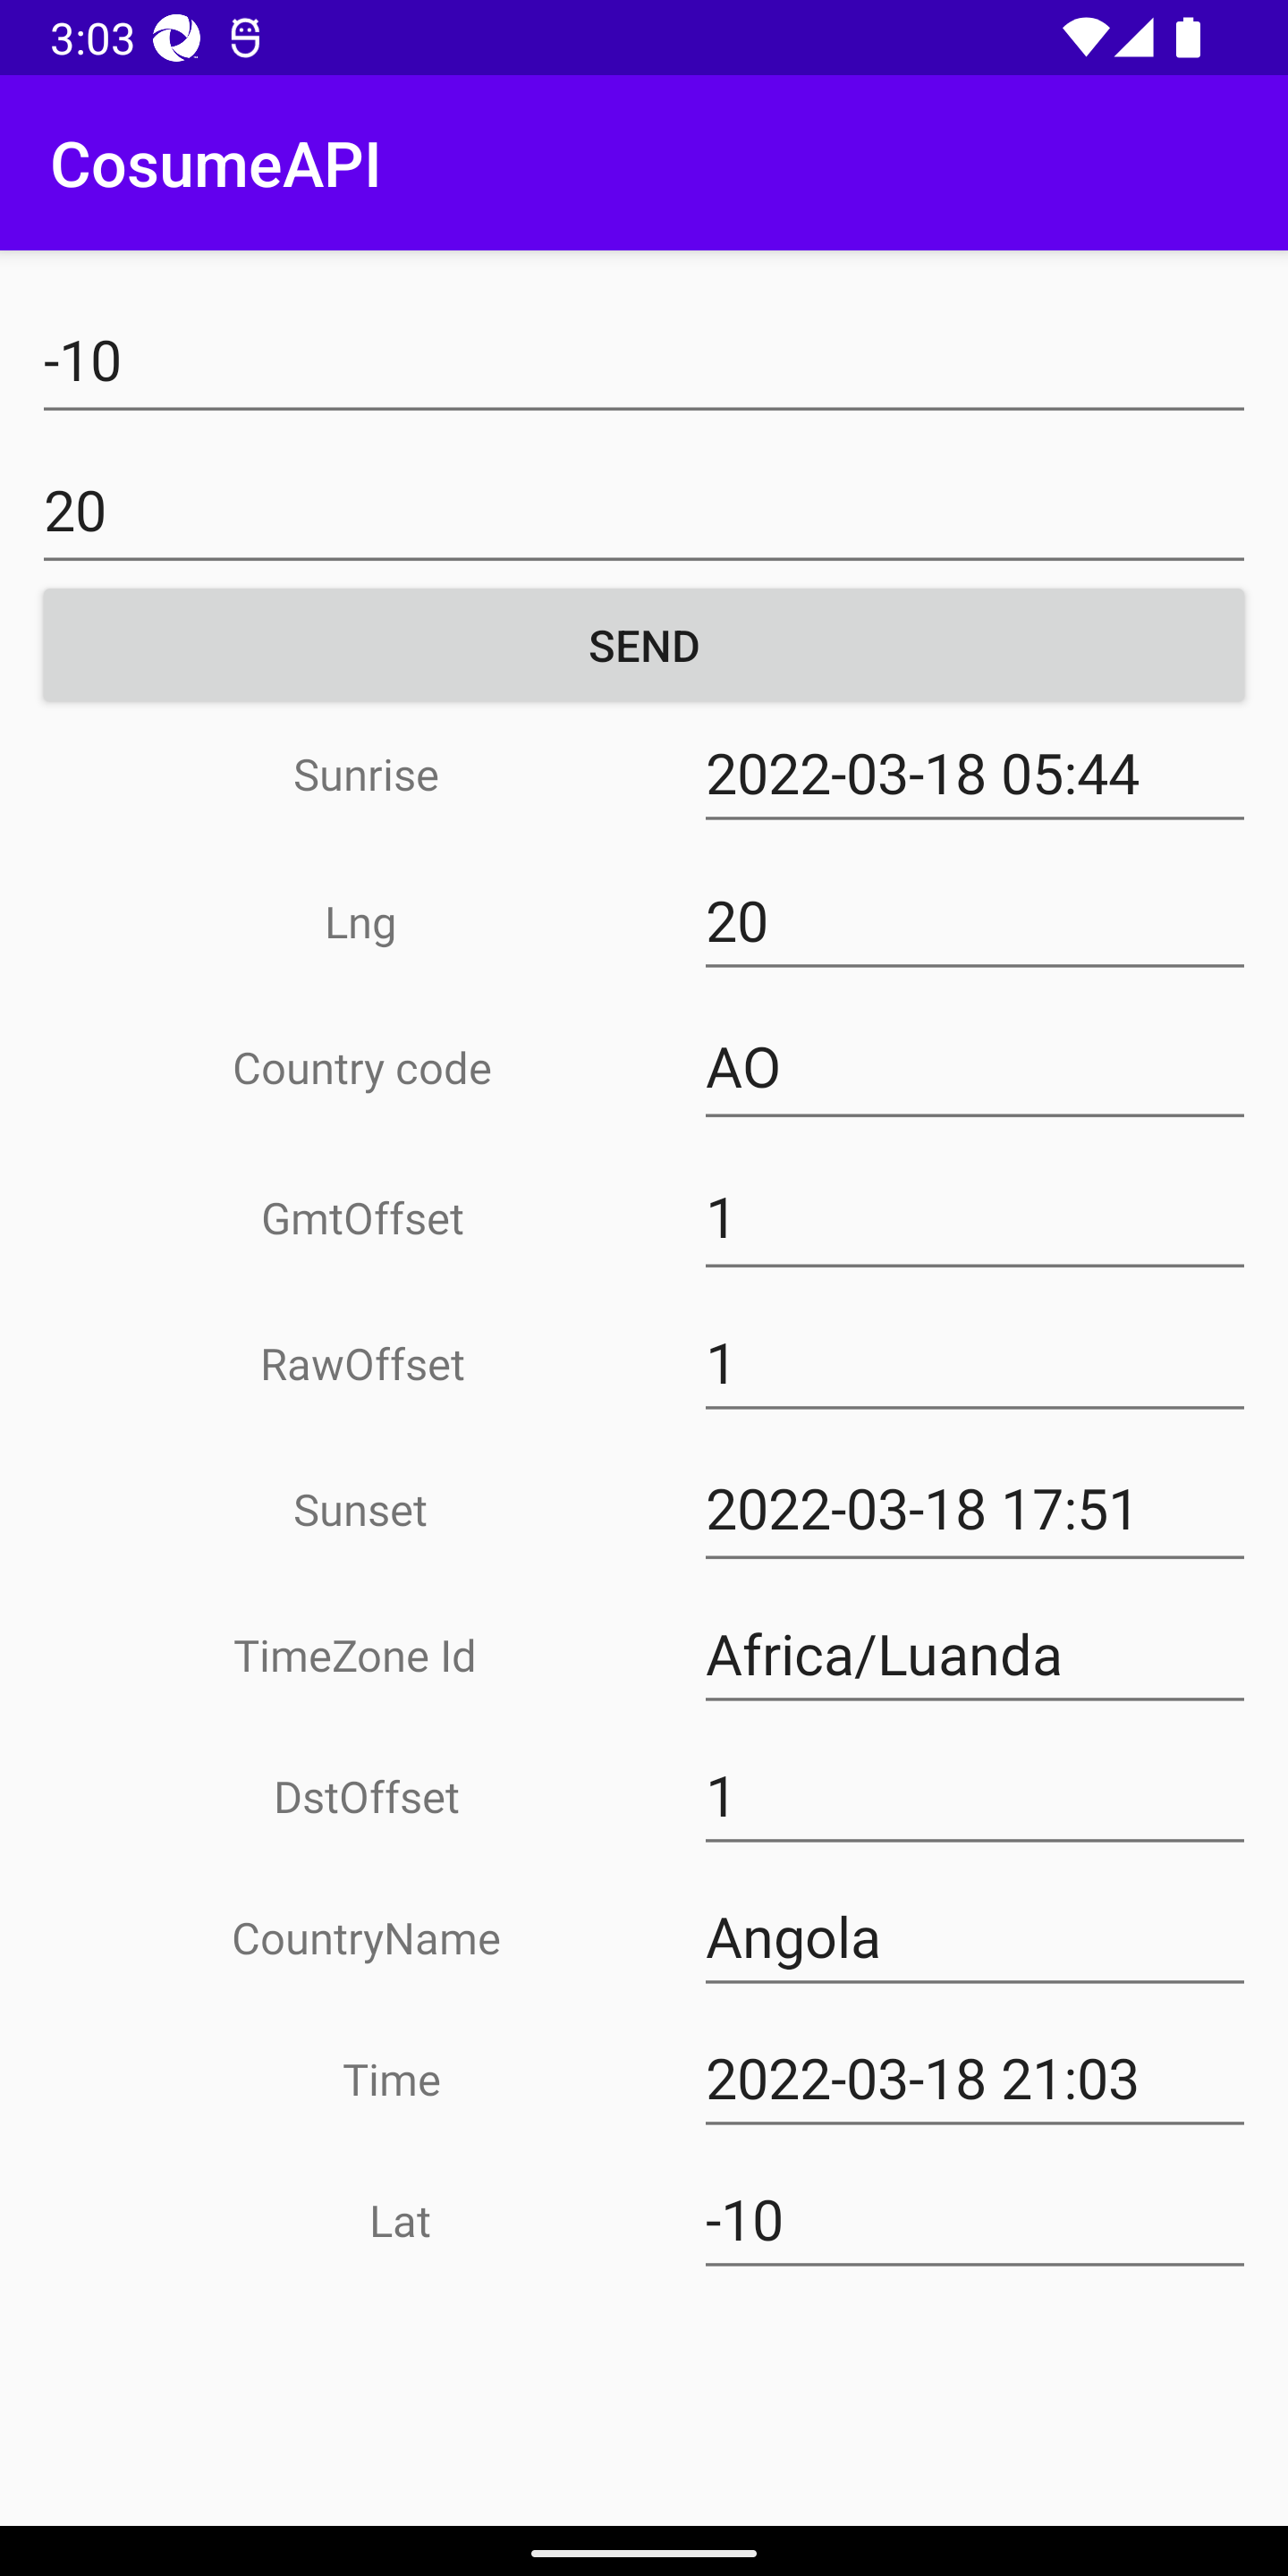 3:03
CosumeAPI
-10
20
SEND
Sunrise 2022-03-18 05:44
Lng 20
Country code AO
GmtOffset 1
RawOffset 1
Sunset 2022-03-18 17:51
TimeZone Id Africa/Luanda
DstOffset 1
CountryName Angola
Time 2022-03-18 21:03
Lat -10